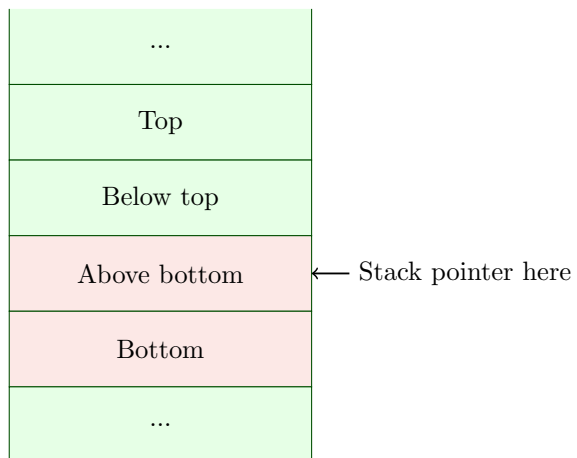 ...
Top
Below top
Above bottom
Stack pointer here
Bottom
...